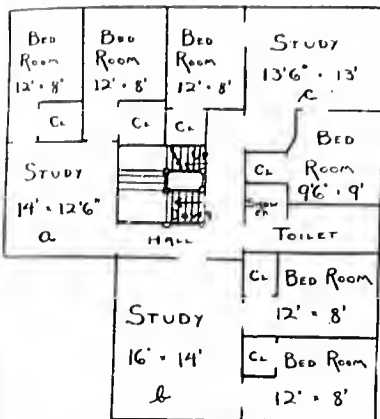 BED ROOM 12' × 8'
BED ROOM 12' × 8'
BED ROOM 12' × 8'
STUDY
13'6" × 13'
c
CL
CL
CL
STUDY
14' × 12'6"
a
BED ROOM
9'6" × 9'
CL
SHOWER
HALL
TOILET
CL
BED ROOM
12' × 8'
STUDY
16' × 14'
b
CL
BED ROOM
12' × 8'